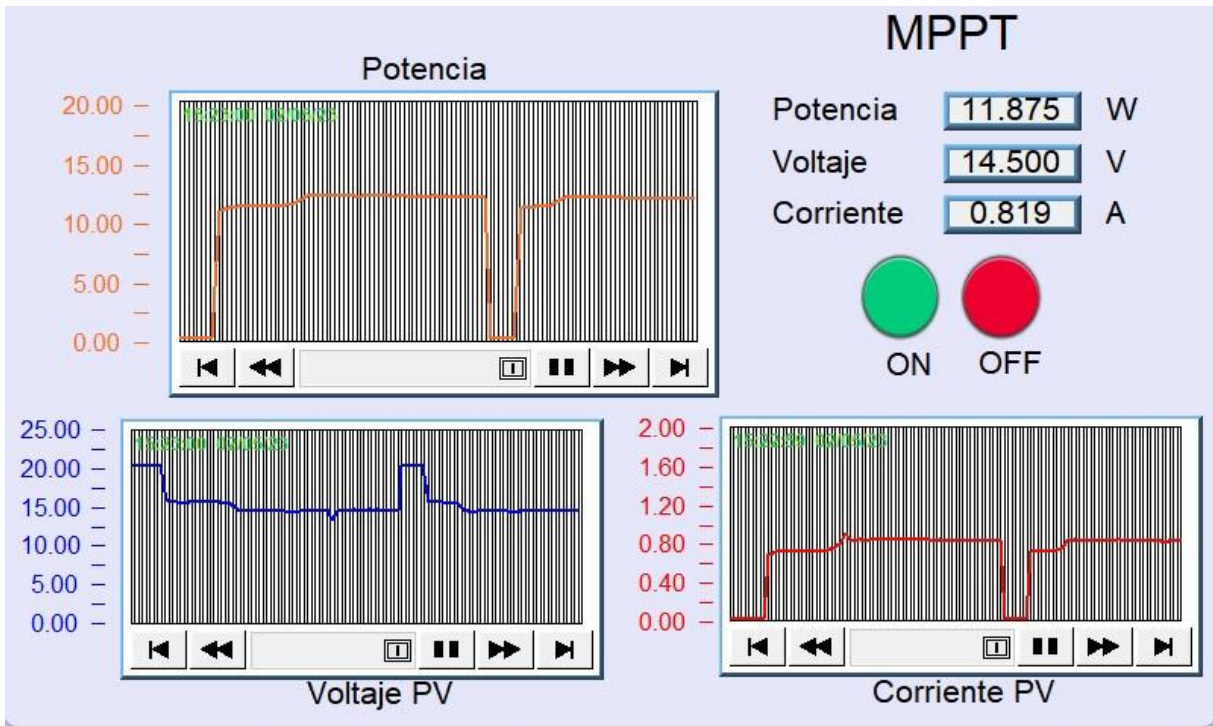 MPPT
Potencia
20.00
15.00
10.00
5.00
0.00
Potencia 11.875 W
Voltaje 14.500 V
Corriente 0.819 A
ON OFF
25.00
20.00
15.00
10.00
5.00
0.00
Voltaje PV
2.00
1.60
1.20
0.80
0.40
0.00
Corriente PV